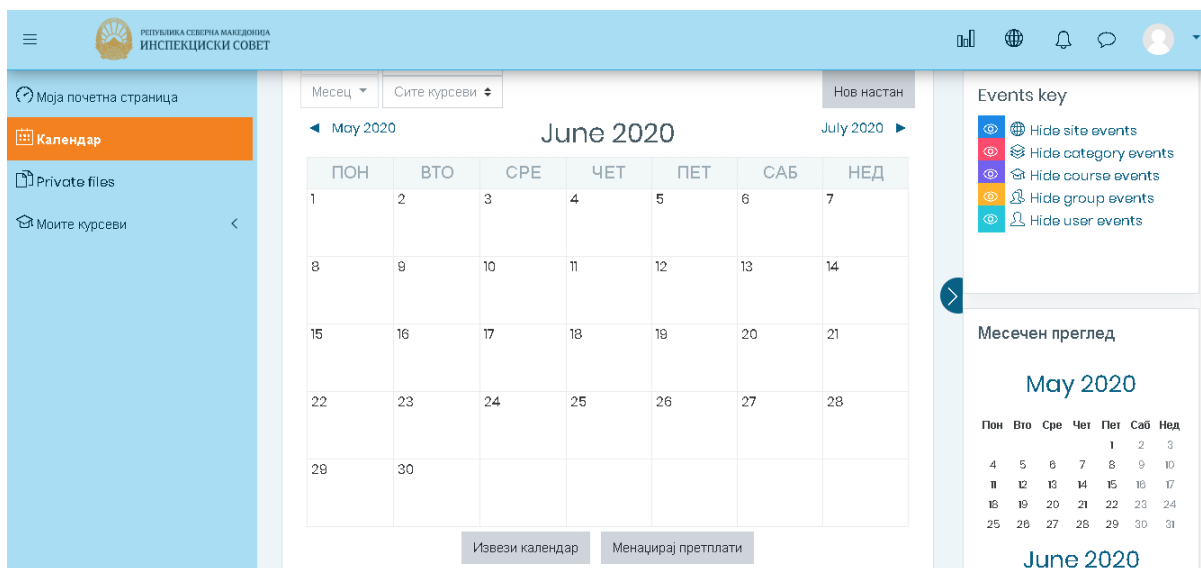 РЕПУБЛИКА СЕВЕРНА МАКЕДОНИЈА
ИНСПЕКЦИСКИ СОВЕТ
Моја почетна страница
Календар
Private files
Моите курсеви
Месец Сите курсеви Нов настан
May 2020 June 2020 July 2020
ПОН ВТО СРЕ ЧЕТ ПЕТ САБ НЕД
1 2 3 4 5 6 7
8 9 10 11 12 13 14
15 16 17 18 19 20 21
22 23 24 25 26 27 28
29 30
Извези календар Менаџирај претплати
Events key
Hide site events
Hide category events
Hide course events
Hide group events
Hide user events
Месечен преглед
May 2020
Пон Вто Сре Чет Пет Саб Нед
1 2 3
4 5 6 7 8 9 10
11 12 13 14 15 16 17
18 19 20 21 22 23 24
25 26 27 28 29 30 31
June 2020